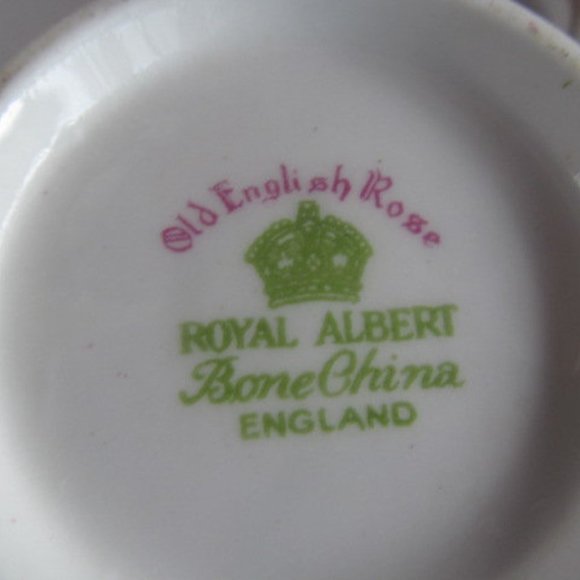 Old English Rose
ROYAL ALBERT
Bone China
ENGLAND